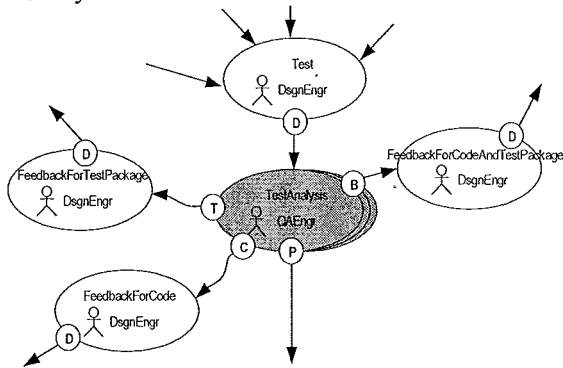 Test
DsgnEngr
D
D
FeedbackForTestPackage
DsgnEngr
D
FeedbackForCodeAndTestPackage
DsgnEngr
TestAnalysis
QAEngr
B
T
C
P
FeedbackForCode
DsgnEngr
D